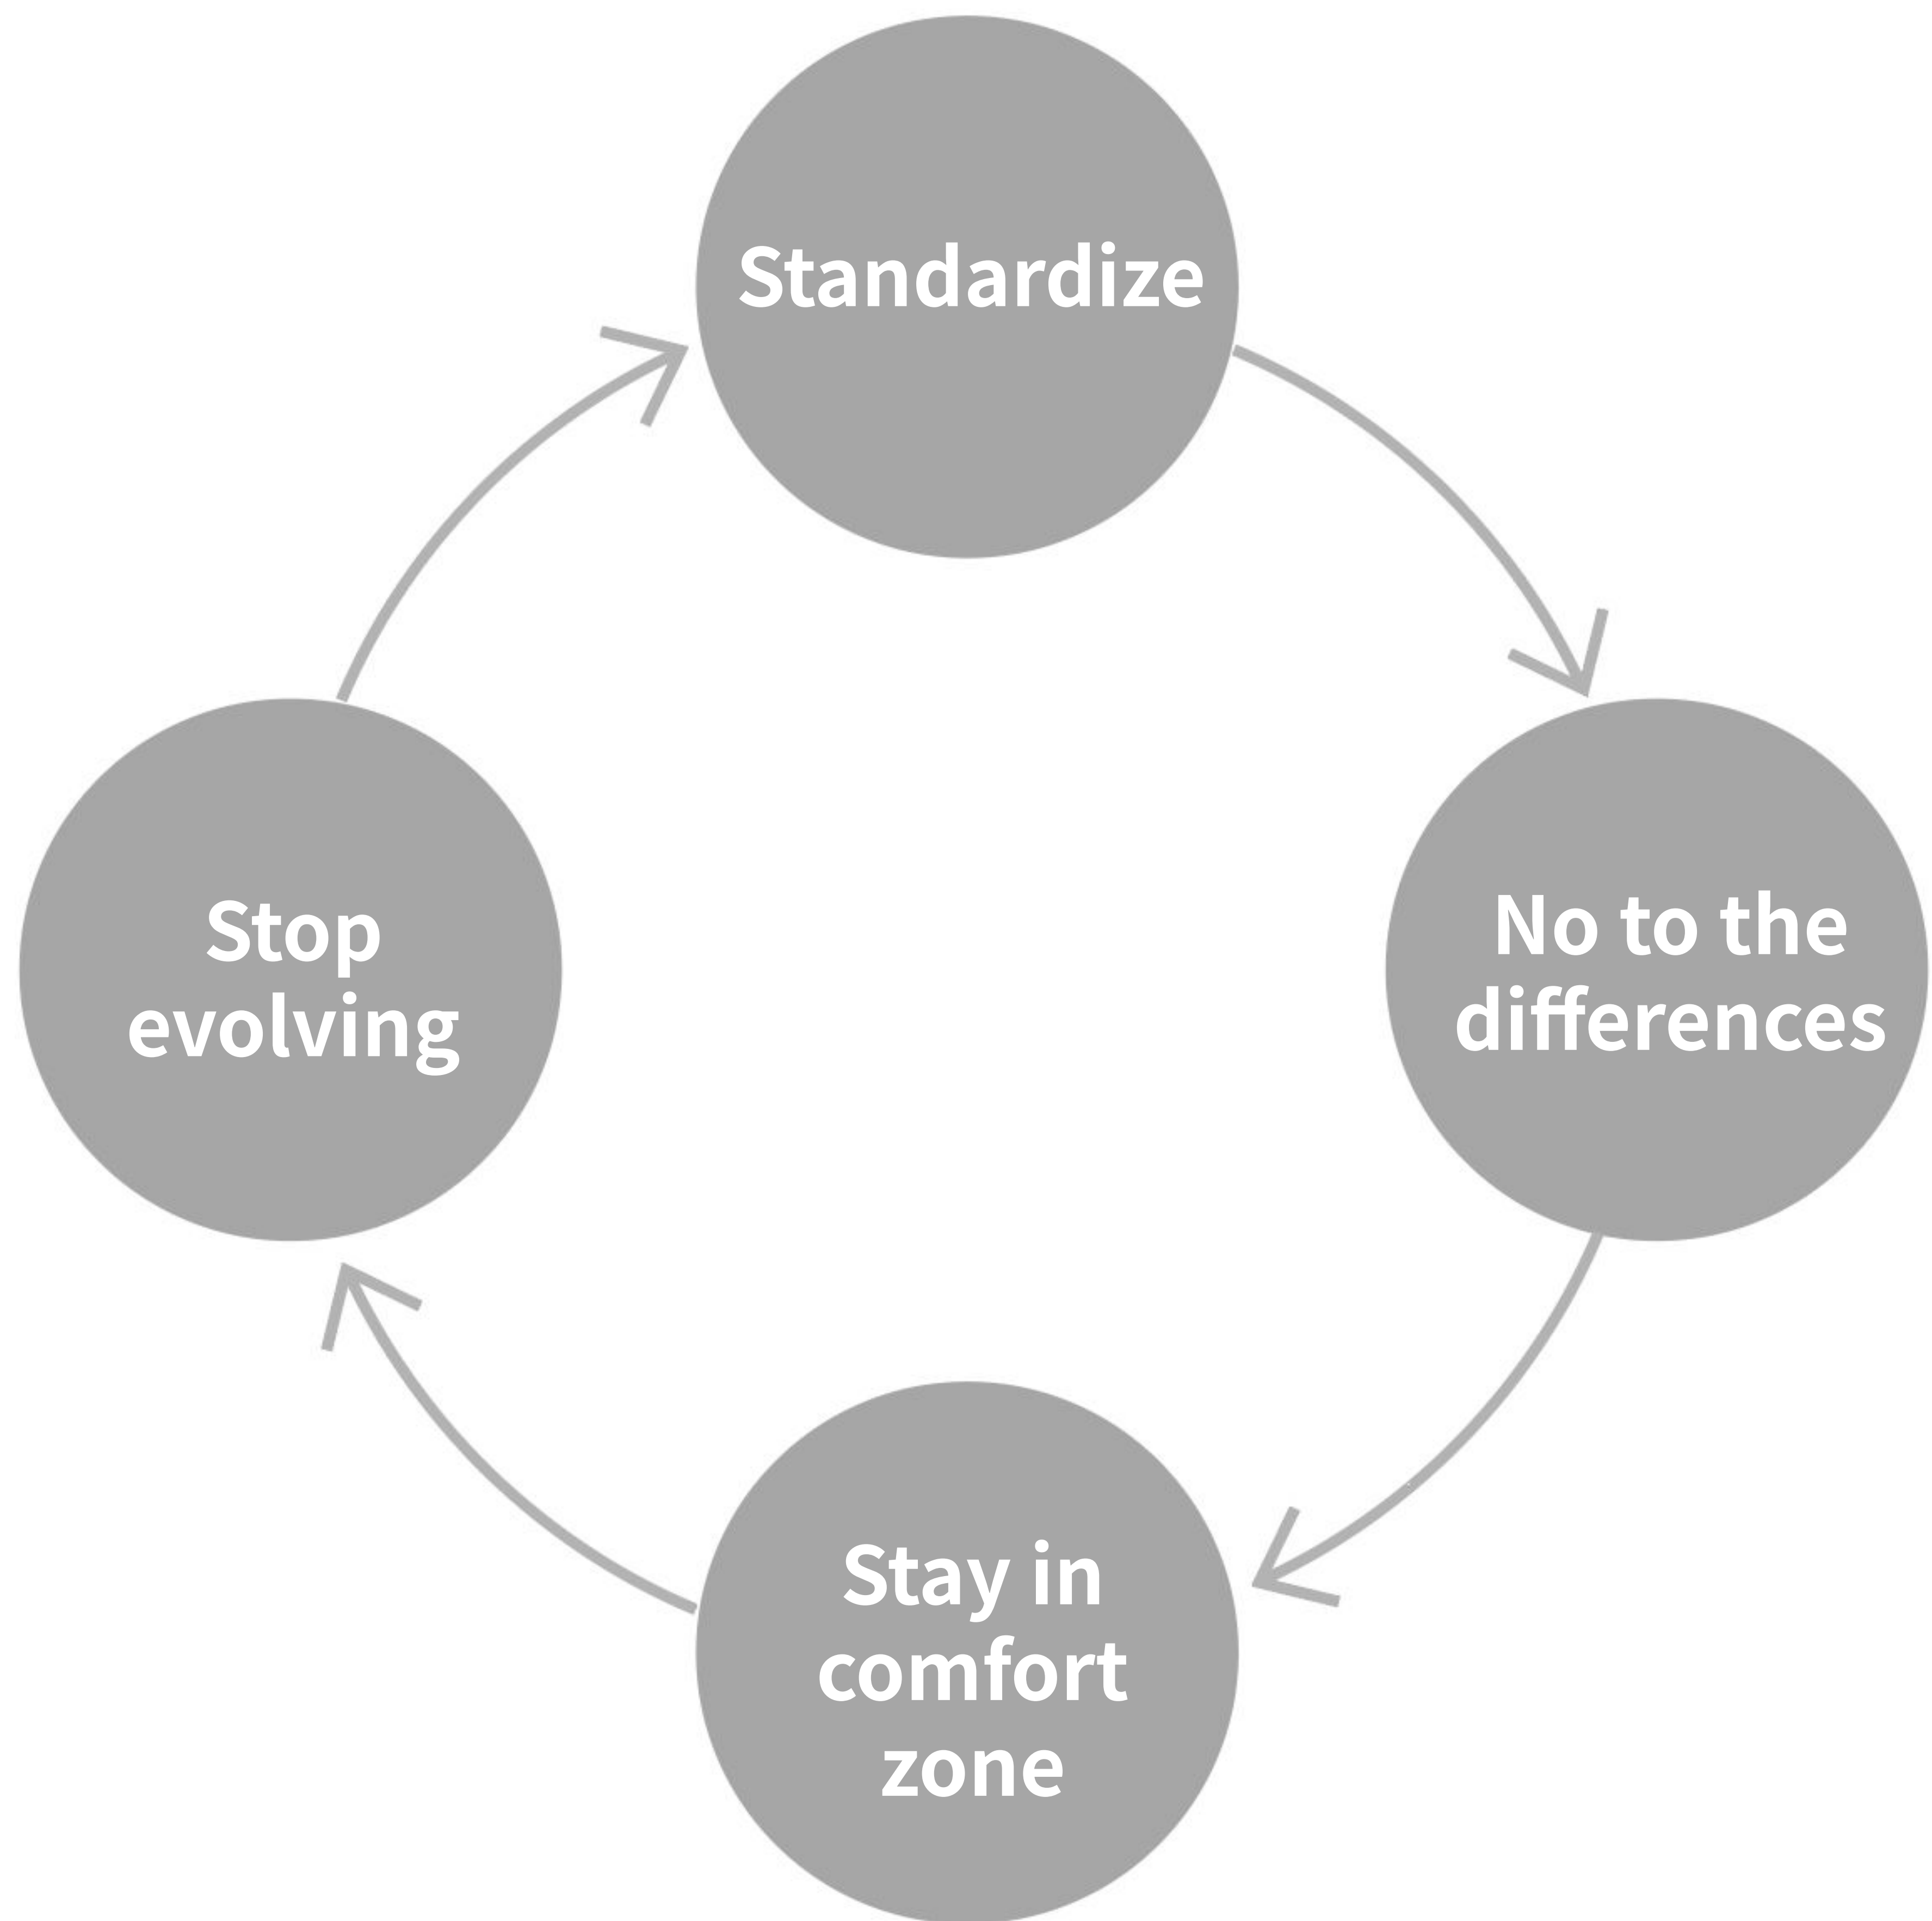 Standardize
No to the
differences
Stay in
comfort
zone
Stop
evolving